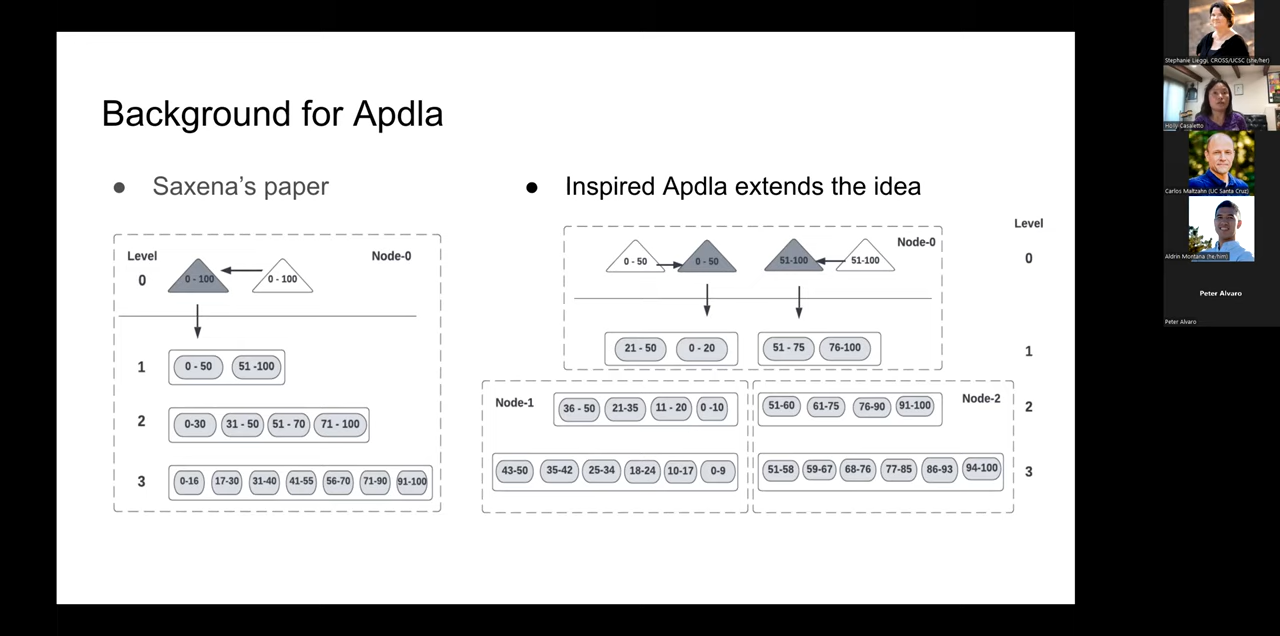 Background for Apdla
● Saxena's paper
Level
Node-0
0
0 - 100
0 - 100
1
0 - 50
51 -100
2
0-30
31 - 50
51 - 70
71 - 100
3
0-16
17-30
31-40
41-55
56-70
71-90
91-100
● Inspired Apdla extends the idea
Level
Node-0
0 - 50
0 - 50
51-100
51-100
0
21 - 50
0 - 20
51 - 75
76-100
1
Node-1
36 - 50
21-35
11 - 20
0 -10
51-60
61-75
76-90
91-100
Node-2
2
43-50
35-42
25-34
18-24
10-17
0-9
51-58
59-67
68-76
77-85
86-93
94-100
3
Stephanie Lieggi, CROSS/UCSC (she/her)
Holly Casaletto
Carlos Maltzahn (UC Santa Cruz)
Aldrin Montana (he/him)
Peter Alvaro
Peter Alvaro